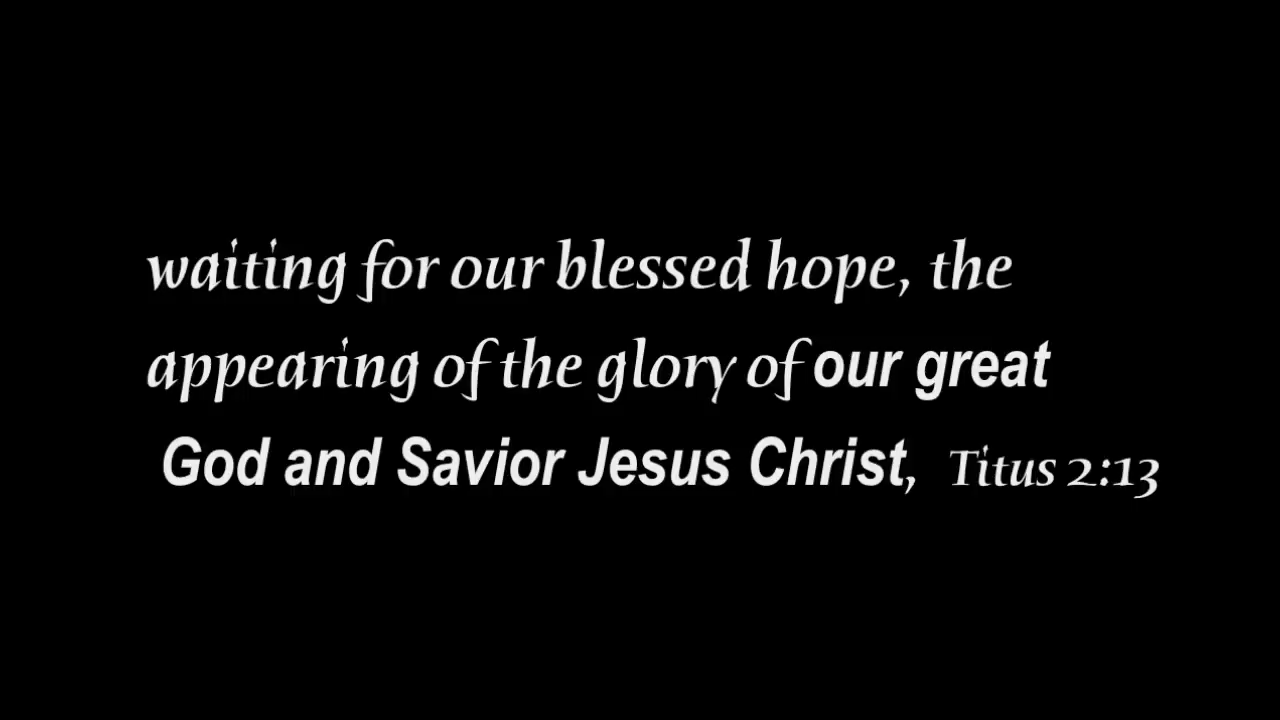 waiting for our blessed hope, the
appearing of the glory of our great
God and Savior Jesus Christ, Titus 2:13